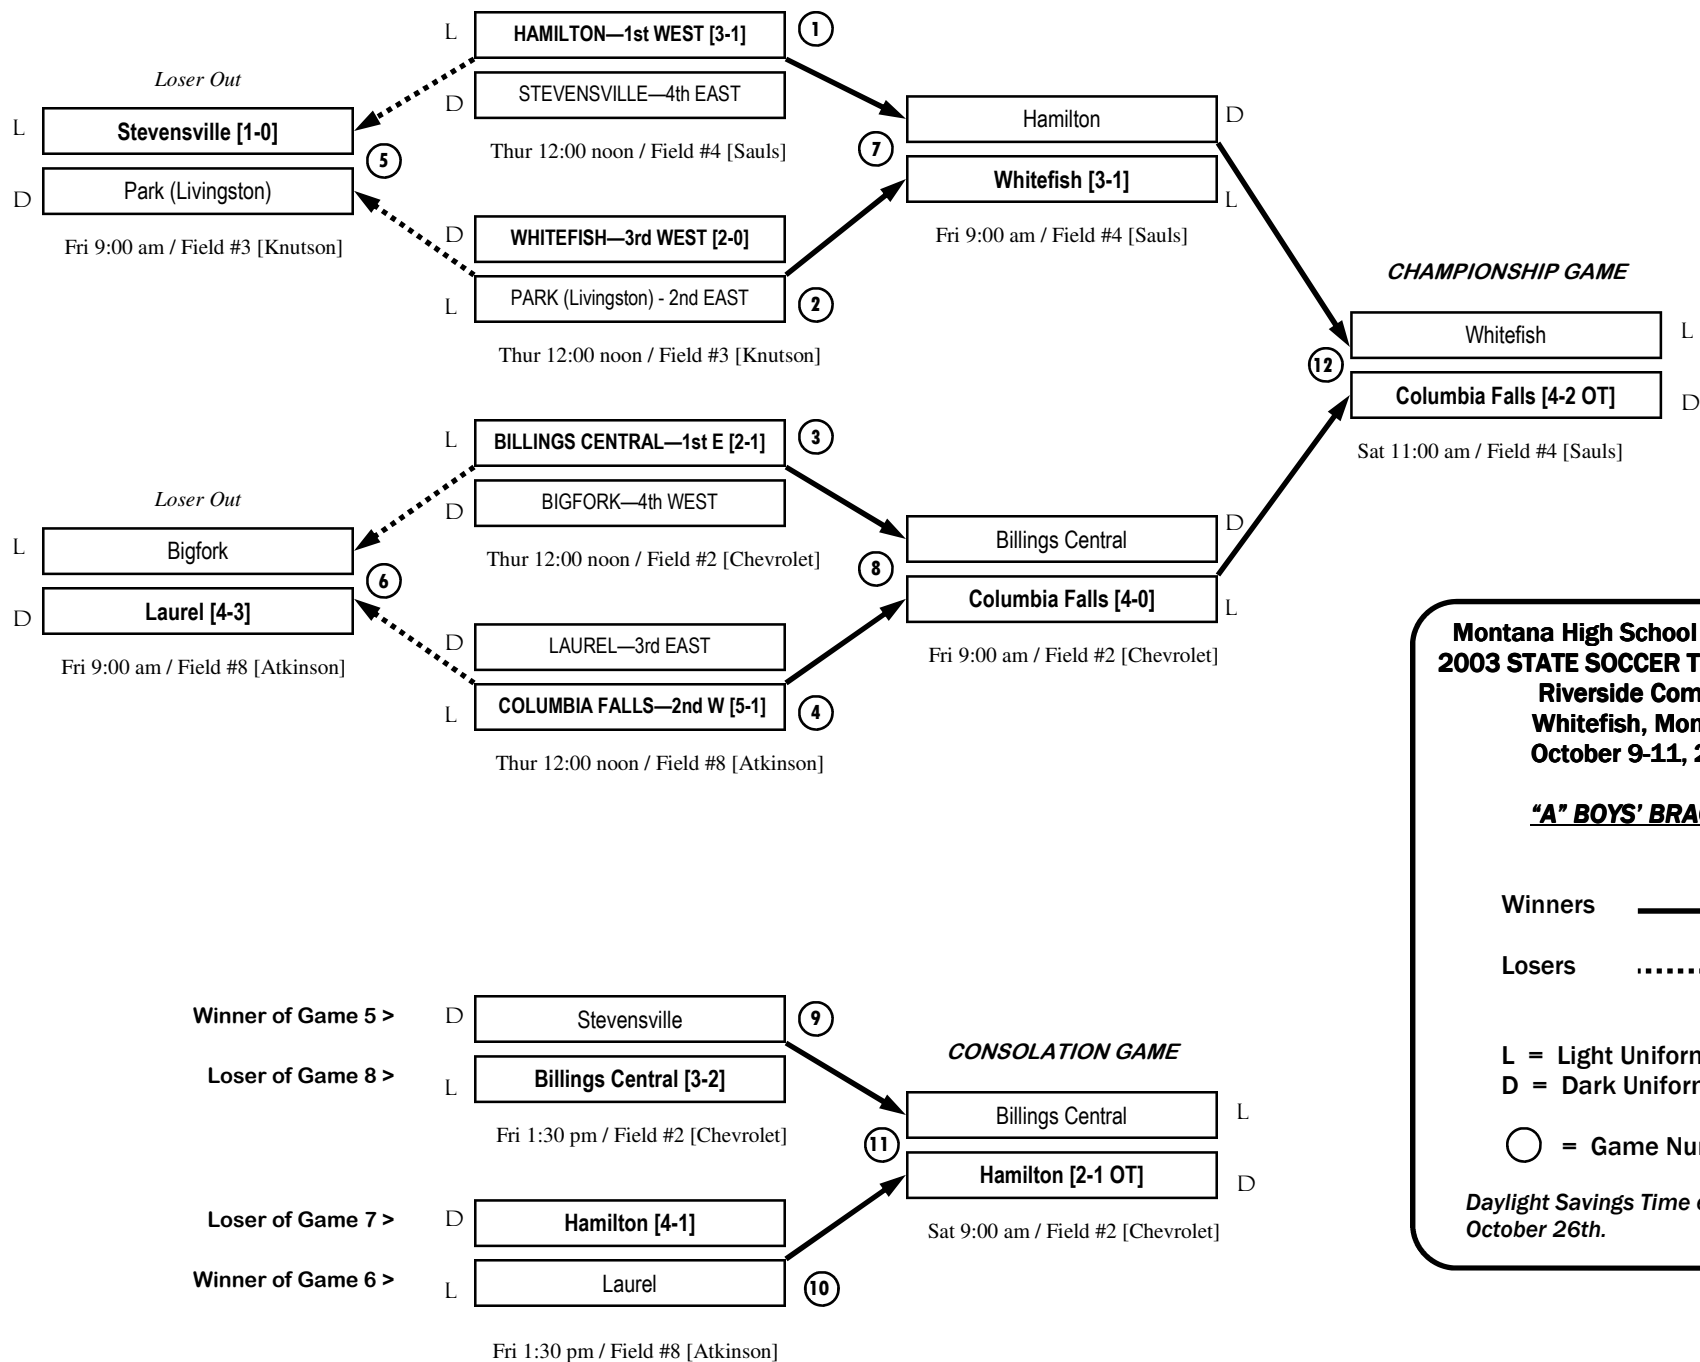 L
HAMILTON—1st WEST [3-1]
1
D
STEVENSVILLE—4th EAST
Thur 12:00 noon / Field #4 [Sauls]
Loser Out
L
Stevensville [1-0]
5
D
Park (Livingston)
Fri 9:00 am / Field #3 [Knutson]
D
WHITEFISH—3rd WEST [2-0]
L
PARK (Livingston) - 2nd EAST
2
Thur 12:00 noon / Field #3 [Knutson]
Hamilton
D
7
Whitefish [3-1]
L
Fri 9:00 am / Field #4 [Sauls]
CHAMPIONSHIP GAME
Whitefish
L
12
Columbia Falls [4-2 OT]
D
Sat 11:00 am / Field #4 [Sauls]
L
BILLINGS CENTRAL—1st E [2-1]
3
D
BIGFORK—4th WEST
Thur 12:00 noon / Field #2 [Chevrolet]
Loser Out
L
Bigfork
6
D
Laurel [4-3]
Fri 9:00 am / Field #8 [Atkinson]
D
LAUREL—3rd EAST
L
COLUMBIA FALLS—2nd W [5-1]
4
Thur 12:00 noon / Field #8 [Atkinson]
Billings Central
D
8
Columbia Falls [4-0]
L
Fri 9:00 am / Field #2 [Chevrolet]
Montana High School
2003 STATE SOCCER T
Riverside Com
Whitefish, Mon
October 9-11, 2
"A" BOYS' BRA
Winners
Losers
L = Light Uniform
D = Dark Uniform
= Game Nu
Daylight Savings Time e
October 26th.
Winner of Game 5 >
D
Stevensville
9
Loser of Game 8 >
L
Billings Central [3-2]
Fri 1:30 pm / Field #2 [Chevrolet]
Loser of Game 7 >
D
Hamilton [4-1]
Winner of Game 6 >
L
Laurel
10
Fri 1:30 pm / Field #8 [Atkinson]
CONSOLATION GAME
Billings Central
L
11
Hamilton [2-1 OT]
D
Sat 9:00 am / Field #2 [Chevrolet]